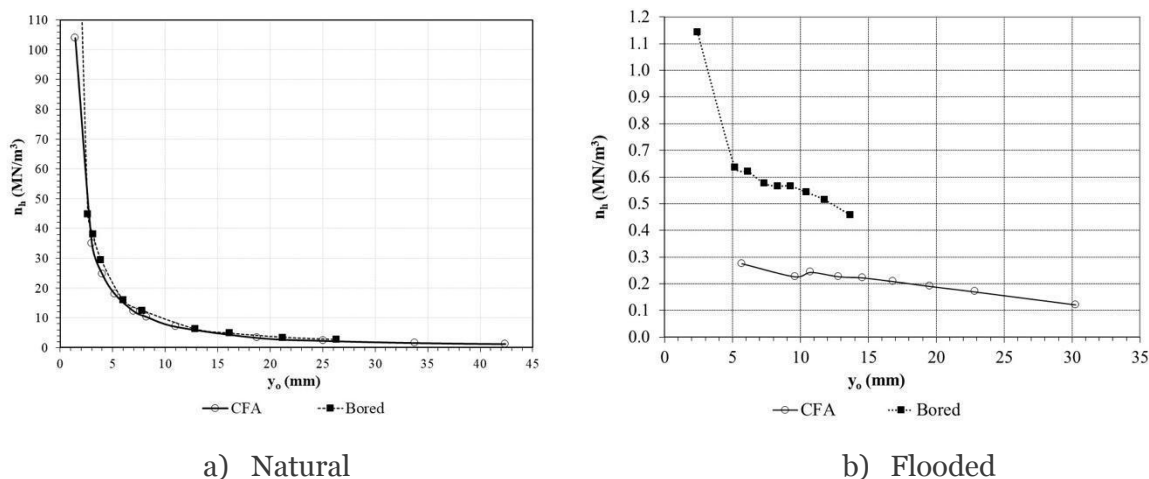 110
100
90
80
70
60
50
40
30
20
10
0
nh (MN/m³)
0 5 10 15 20 25 30 35 40 45
yo (mm)
CFA Bored
a) Natural
1.2
1.1
1.0
0.9
0.8
0.7
0.6
0.5
0.4
0.3
0.2
0.1
0.0
nh (MN/m³)
0 5 10 15 20 25 30 35
yo (mm)
CFA Bored
b) Flooded